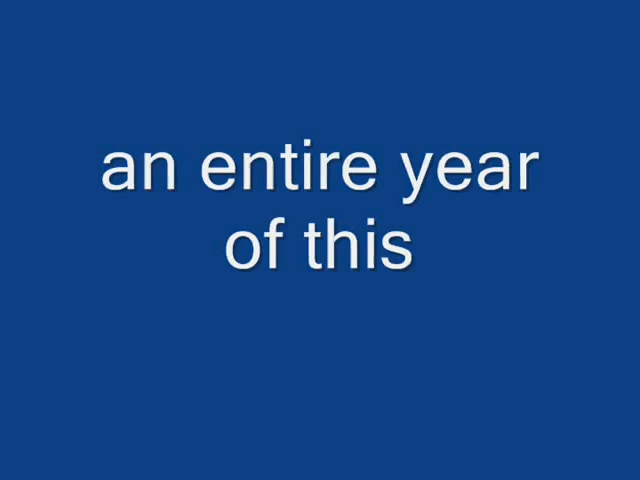 an entire year
of this